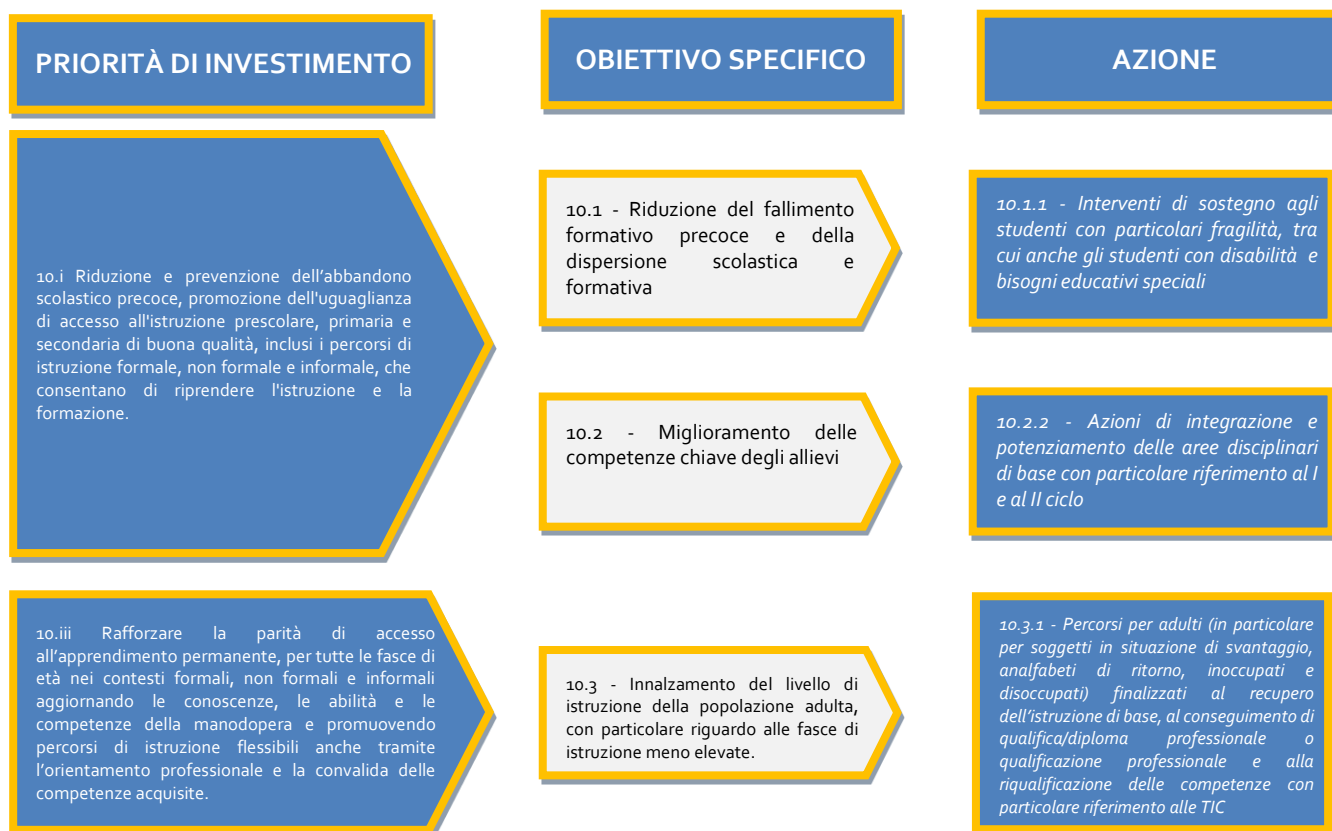 PRIORITÀ DI INVESTIMENTO
OBIETTIVO SPECIFICO
AZIONE
10.i Riduzione e prevenzione dell’abbandono
scolastico precoce, promozione dell'uguaglianza
di accesso all'istruzione prescolare, primaria e
secondaria di buona qualità, inclusi i percorsi di
istruzione formale, non formale e informale, che
consentano di riprendere l'istruzione e la
formazione.
10.1 - Riduzione del fallimento
formativo precoce e della
dispersione scolastica e
formativa
10.1.1 - Interventi di sostegno agli
studenti con particolari fragilità, tra
cui anche gli studenti con disabilità e
bisogni educativi speciali
10.2 - Miglioramento delle
competenze chiave degli allievi
10.2.2 - Azioni di integrazione e
potenziamento delle aree disciplinari
di base con particolare riferimento al I
e al II ciclo
10.iii Rafforzare la parità di accesso
all’apprendimento permanente, per tutte le fasce di
età nei contesti formali, non formali e informali
aggiornando le conoscenze, le abilità e le
competenze della manodopera e promuovendo
percorsi di istruzione flessibili anche tramite
l’orientamento professionale e la convalida delle
competenze acquisite.
10.3 - Innalzamento del livello di
istruzione della popolazione adulta,
con particolare riguardo alle fasce di
istruzione meno elevate.
10.3.1 - Percorsi per adulti (in particolare
per soggetti in situazione di svantaggio,
analfabeti di ritorno, inoccupati e
disoccupati) finalizzati al recupero
dell’istruzione di base, al conseguimento di
qualifica/diploma professionale o
qualificazione professionale e alla
riqualificazione delle competenze con
particolare riferimento alle TIC